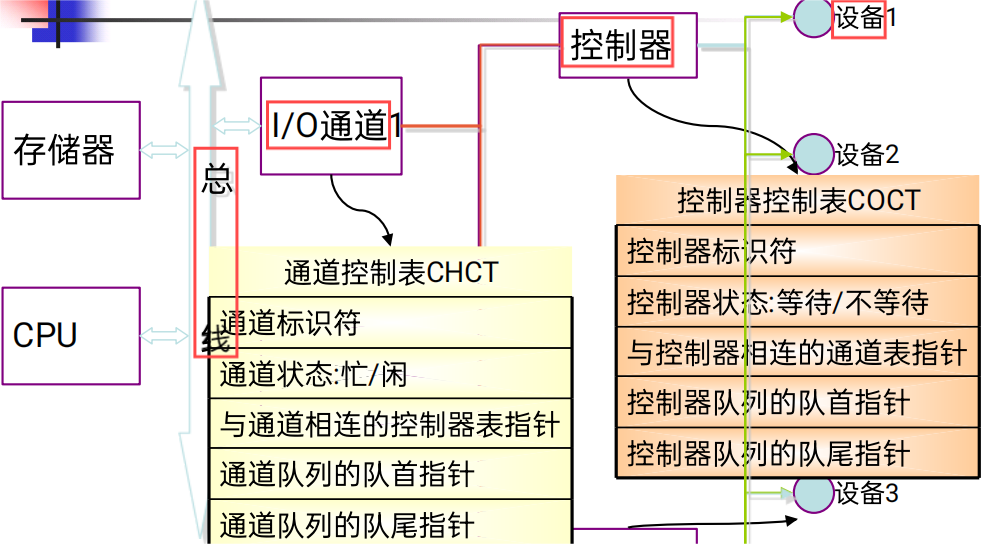 设备1
控制器
I/O通道1
存储器
设备2
总线
控制器控制表COCT
控制器标识符
控制器状态:等待/不等待
与控制器相连的通道表指针
控制器队列的队首指针
控制器队列的队尾指针
通道控制表CHCT
通道标识符
通道状态:忙/闲
与通道相连的控制器表指针
通道队列的队首指针
通道队列的队尾指针
CPU
设备3